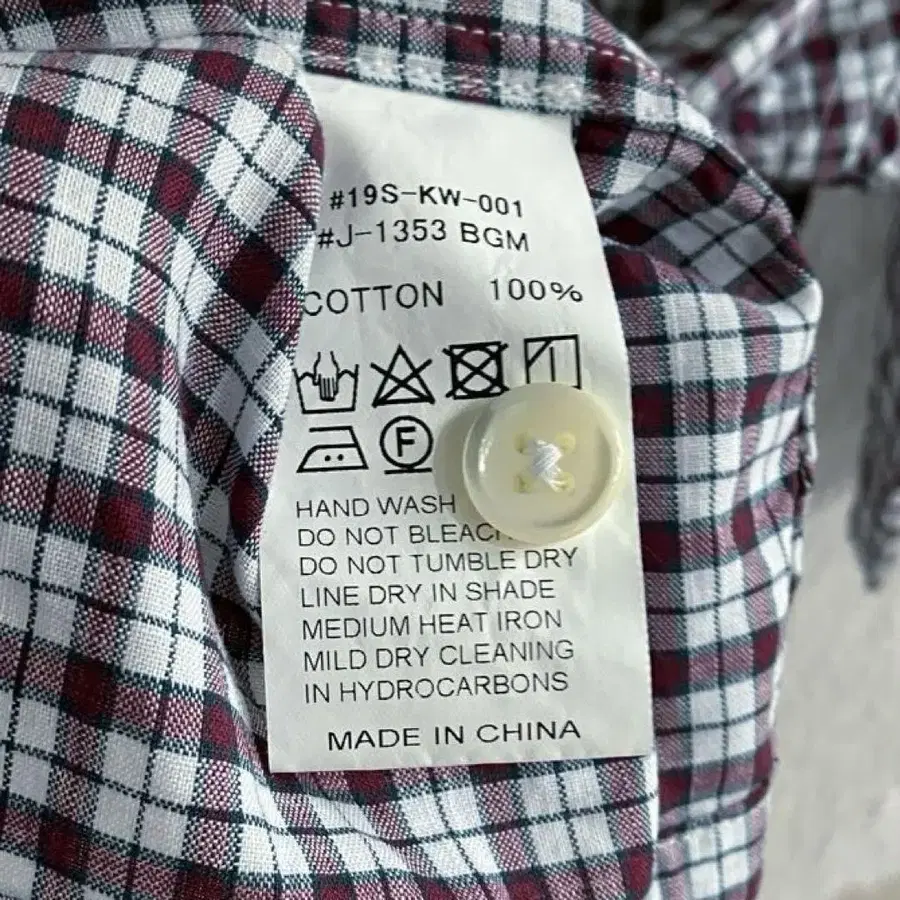 #19S-KW-001
#J-1353 BGM
COTTON 100%
F
HAND WASH
DO NOT BLEACH
DO NOT TUMBLE DRY
LINE DRY IN SHADE
MEDIUM HEAT IRON
MILD DRY CLEANING
IN HYDROCARBONS
MADE IN CHINA